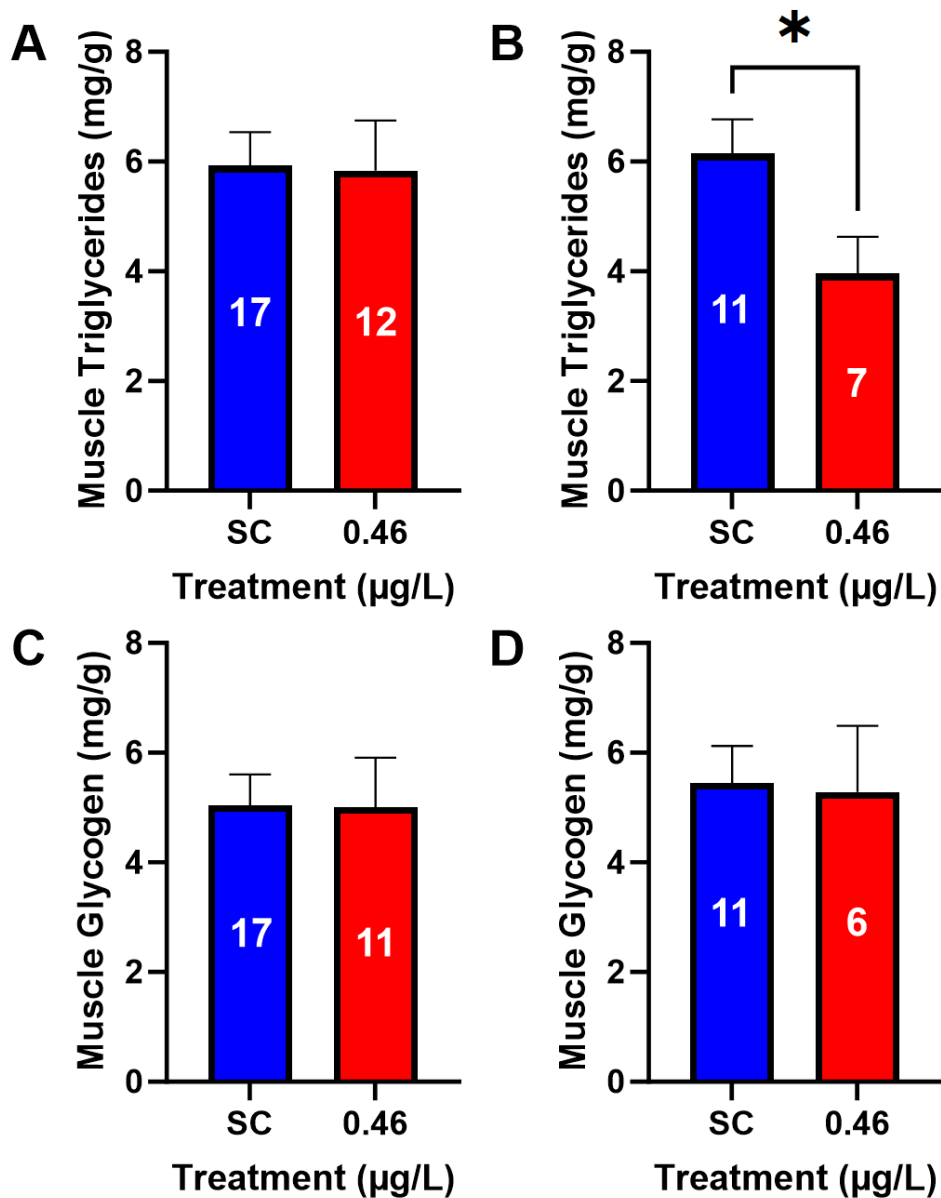 A
Muscle Triglycerides (mg/g)
8
6
4
2
0
17
12
SC 0.46
Treatment (µg/L)
B
*
Muscle Triglycerides (mg/g)
8
6
4
2
0
11
7
SC 0.46
Treatment (µg/L)
C
Muscle Glycogen (mg/g)
8
6
4
2
0
17
11
SC 0.46
Treatment (µg/L)
D
Muscle Glycogen (mg/g)
8
6
4
2
0
11
6
SC 0.46
Treatment (µg/L)